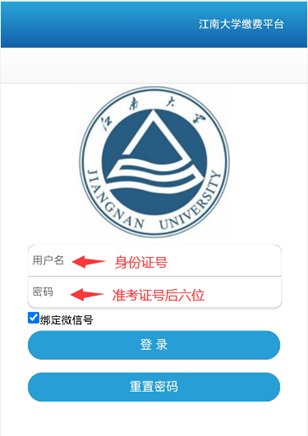 江南大学缴费平台
江南大学
JIANGNAN UNIVERSITY
用户名
身份证号
密码
准考证号后六位
绑定微信号
登 录
重置密码